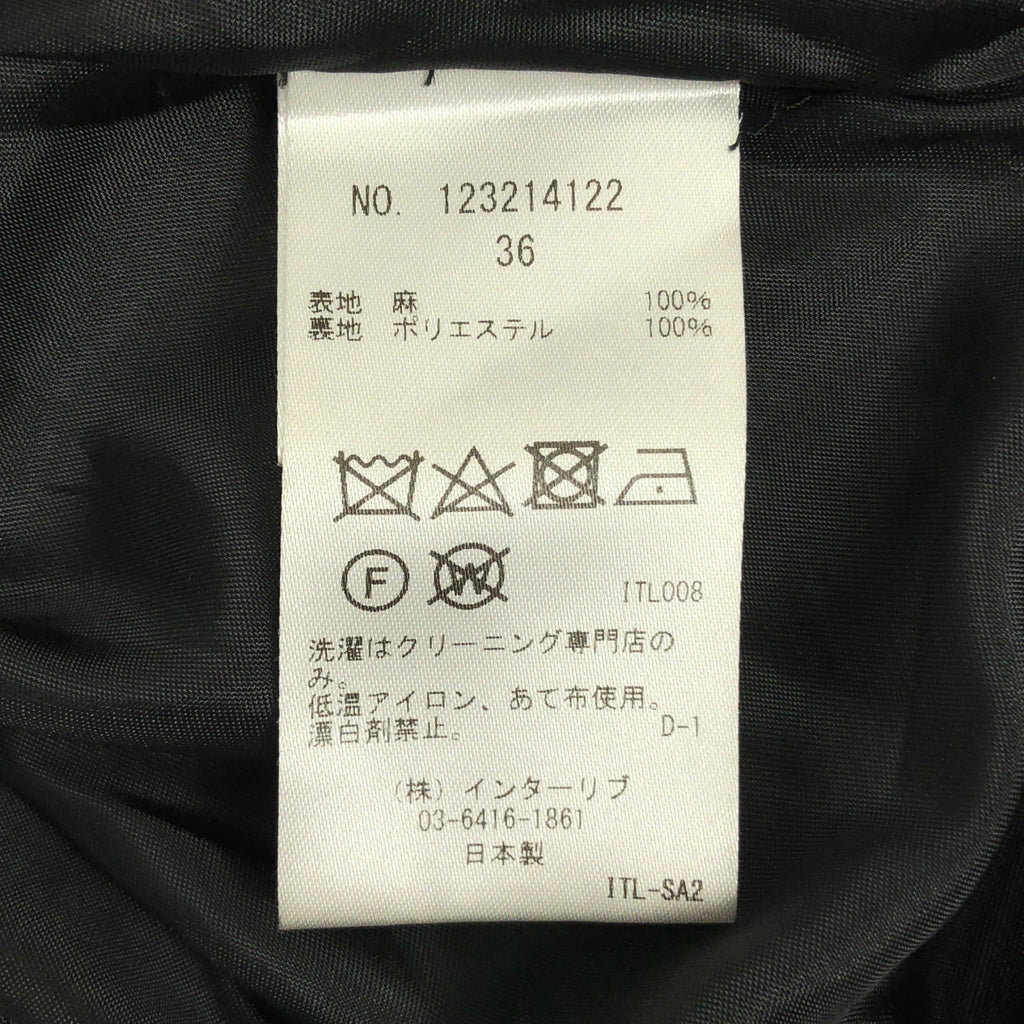 NO. 123214122
36
表地 麻 100%
裏地 ポリエステル 100%
F W ITL008
洗濯はクリーニング専門店の
み。
低温アイロン、あて布使用。
漂白剤禁止。 D-1
(株)インターリブ
03-6416-1861
日本製
ITL-SA2